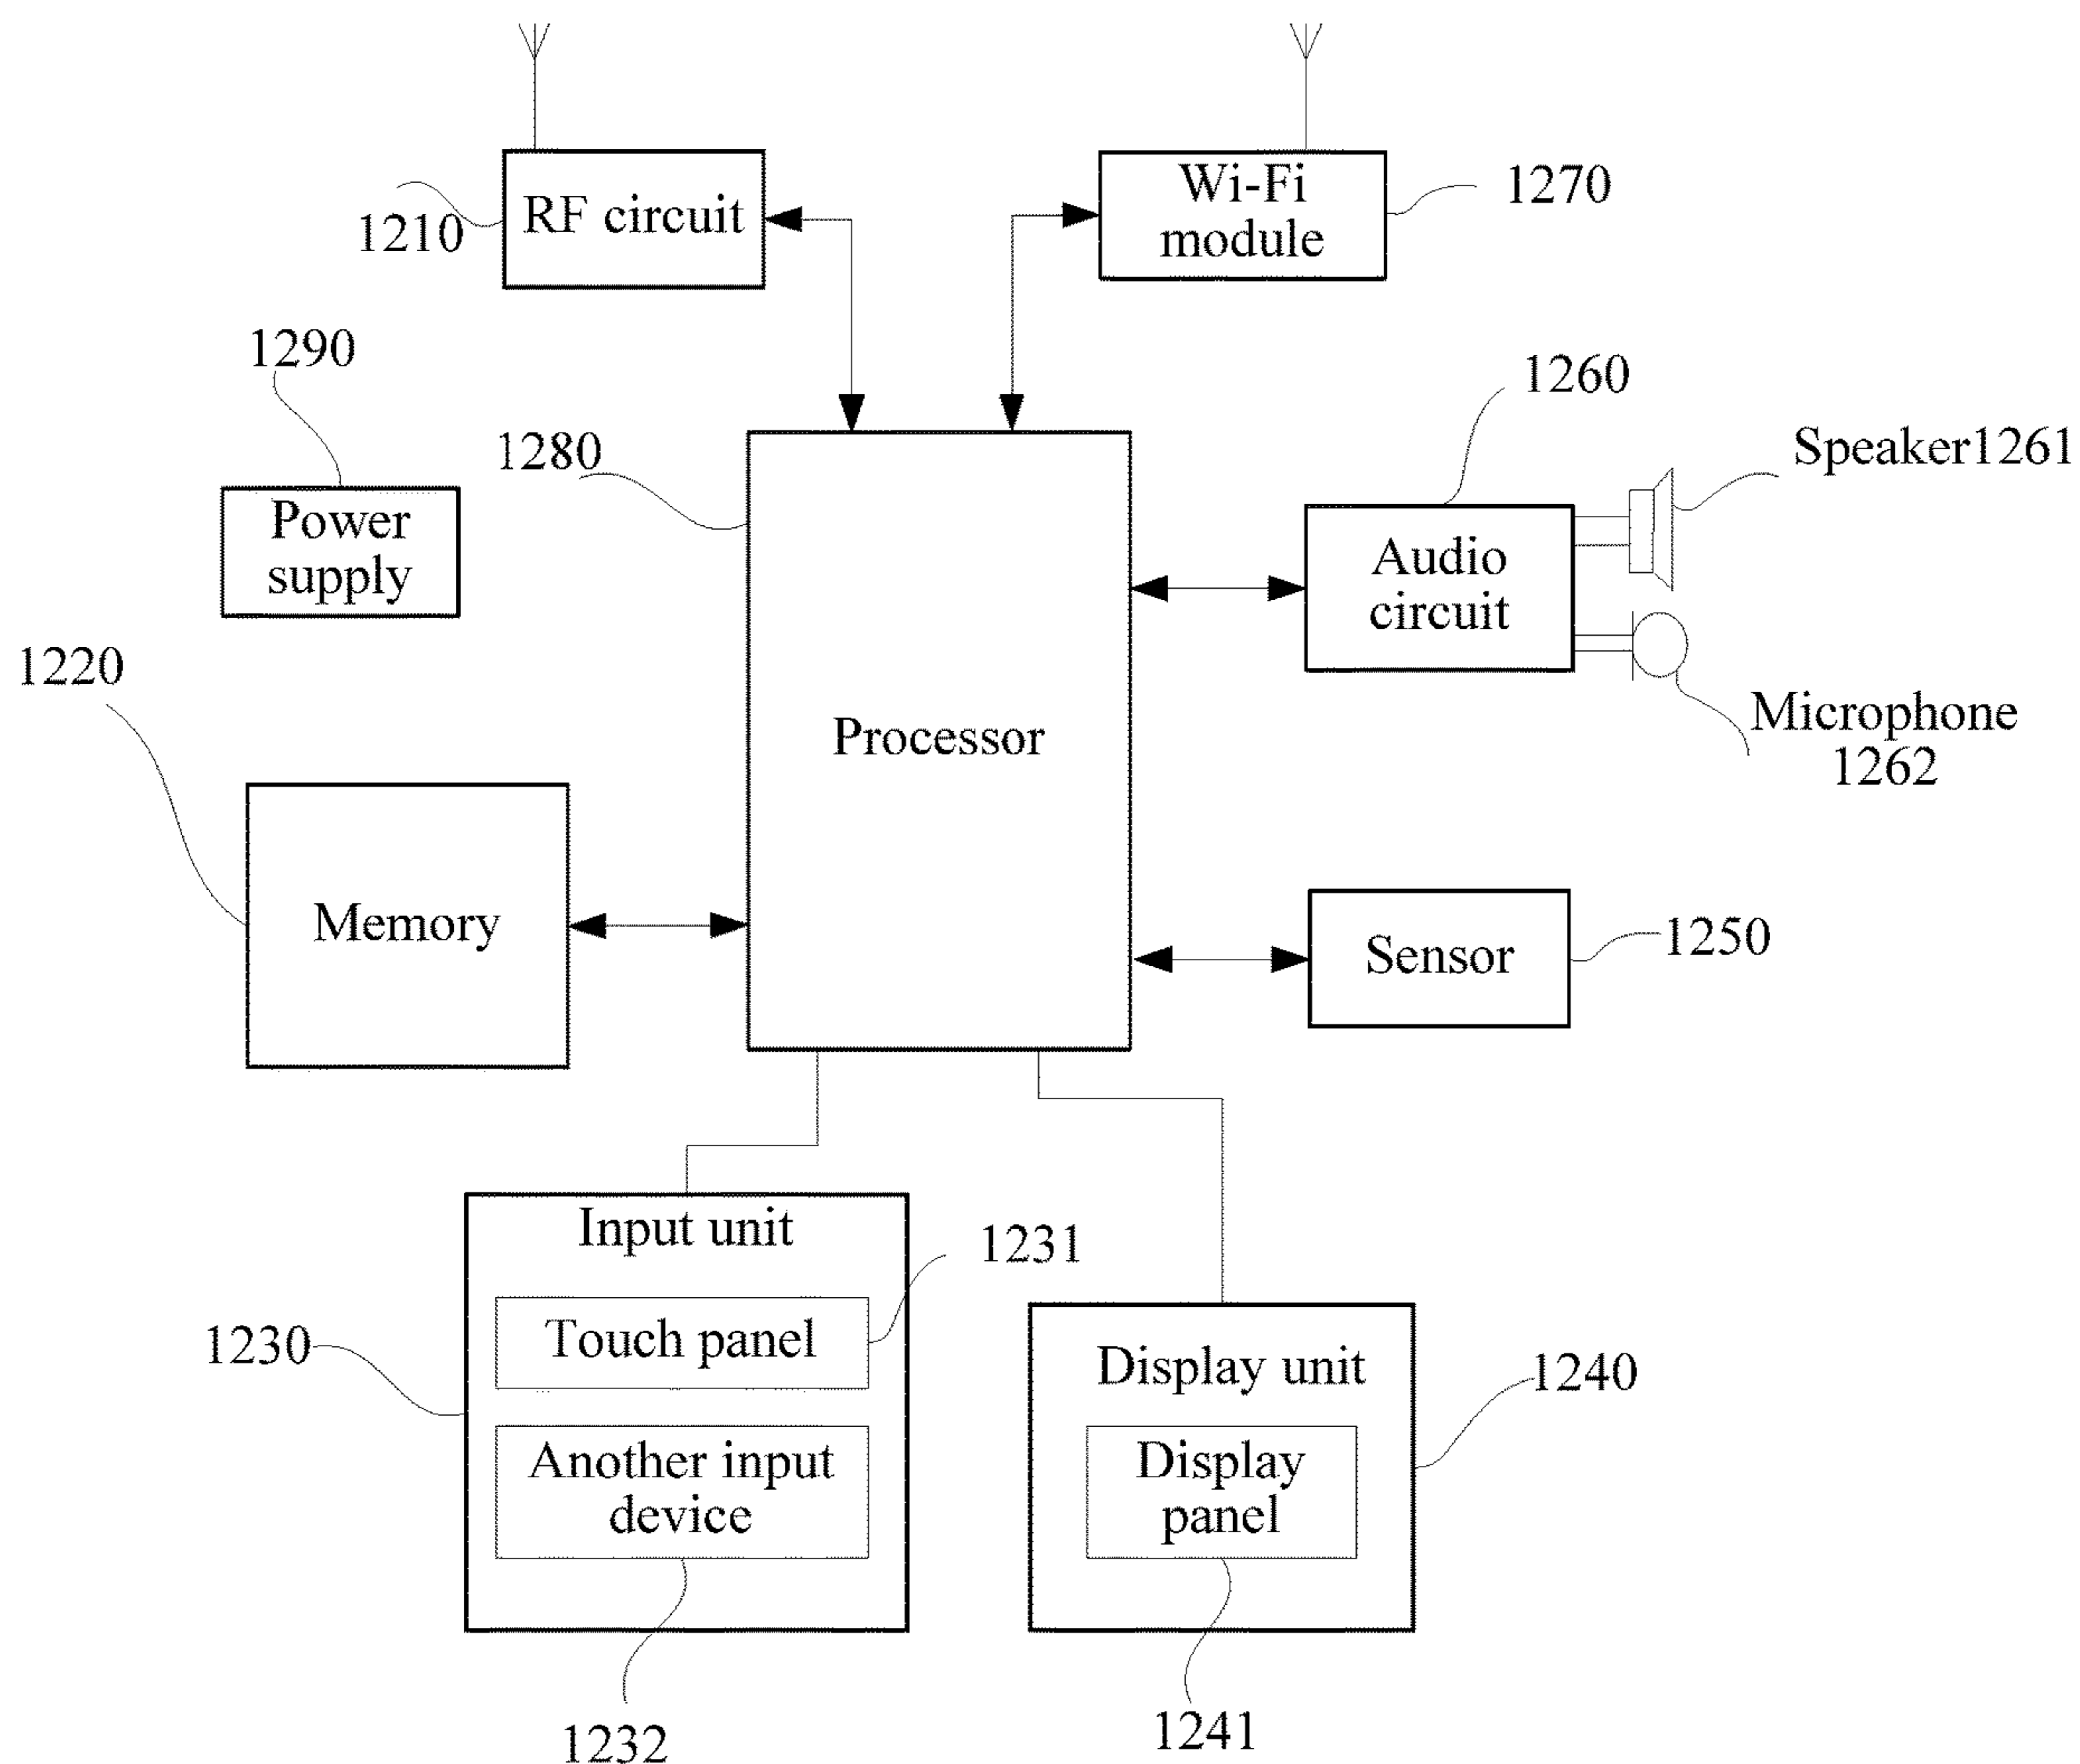 RF circuit
1210
Wi-Fi
module
1270
1290
Power
supply
1280
Processor
1260
Audio
circuit
Speaker1261
Microphone
1262
1220
Memory
Sensor
1250
Input unit
1231
Touch panel
1230
Another input
device
1232
Display unit
1240
Display
panel
1241